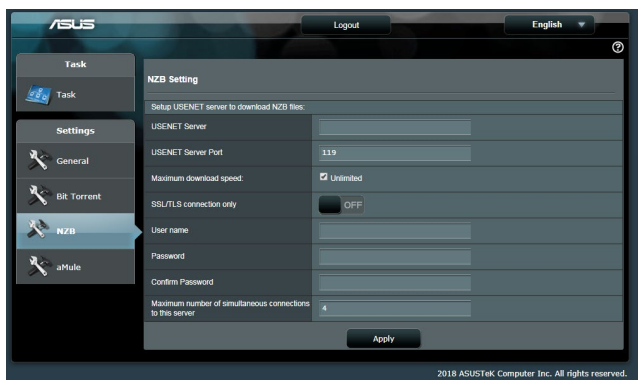 ASUS
Logout
English
Task
Task
Settings
General
Bit Torrent
NZB
aMule
NZB Setting
Setup USENET server to download NZB files:
USENET Server
USENET Server Port
119
Maximum download speed:
Unlimited
SSL/TLS connection only
OFF
User name
Password
Confirm Password
Maximum number of simultaneous connections
to this server
4
Apply
2018 ASUSTeK Computer Inc. All rights reserved.